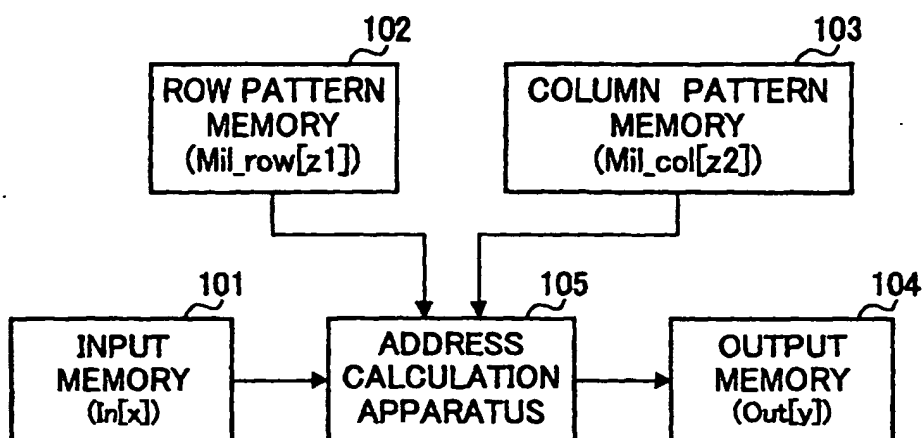 102
ROW PATTERN
MEMORY
(Mil_row[z1])
103
COLUMN PATTERN
MEMORY
(Mil_col[z2])
101
INPUT
MEMORY
(In[x])
105
ADDRESS
CALCULATION
APPARATUS
104
OUTPUT
MEMORY
(Out[y])